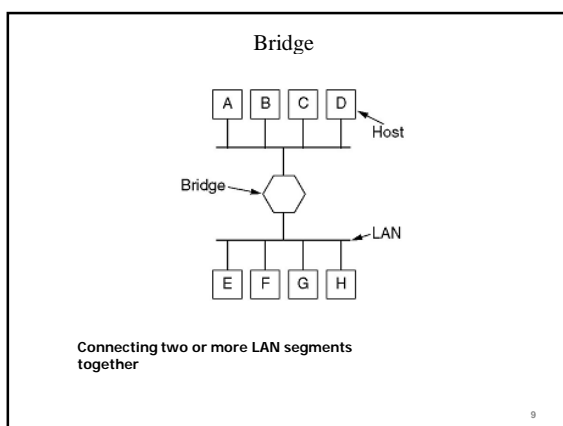 Bridge
A B C D
Host
Bridge
LAN
E F G H
Connecting two or more LAN segments
together
9